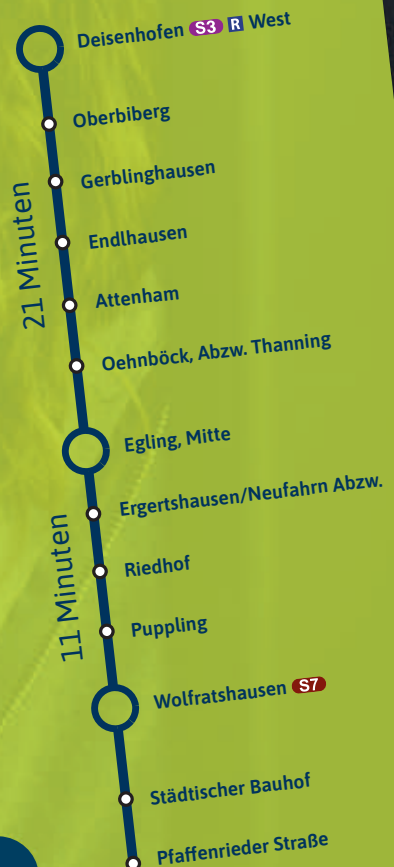 Deisenhofen S3 R West
Oberbiberg
Gerblinghausen
21 Minuten
Endlhausen
Attenham
Oehnböck, Abzw. Thanning
Egling, Mitte
Ergertshausen/Neufahrn Abzw.
11 Minuten
Riedhof
Puppling
Wolfratshausen S7
Städtischer Bauhof
Pfaffenrieder Straße